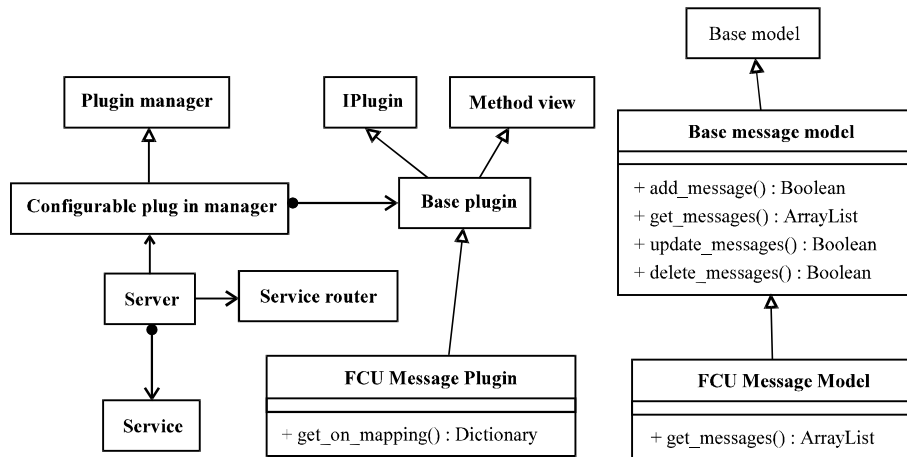 Base model
Plugin manager
IPlugin
Method view
Base message model
+ add_message() : Boolean
+ get_messages() : ArrayList
+ update_messages() : Boolean
+ delete_messages() : Boolean
Configurable plug in manager
Base plugin
Server
Service router
FCU Message Plugin
+ get_on_mapping() : Dictionary
FCU Message Model
+ get_messages() : ArrayList
Service